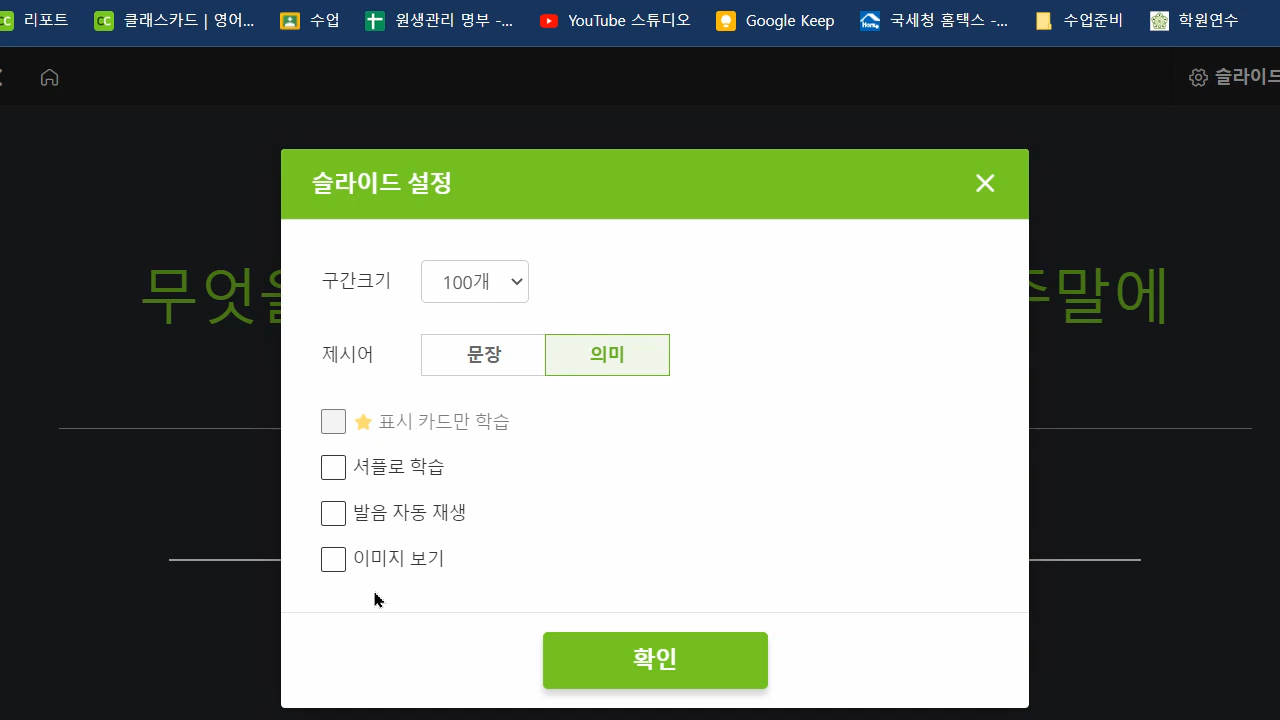 리포트 클래스카드 | 영어... 수업 원생관리 명부 -... YouTube 스튜디오 Google Keep 국세청 홈택스 -... 수업준비 학원연수
슬라이드
슬라이드 설정
무엇을 주말에
구간크기 100개
제시어 문장 의미
표시 카드만 학습
셔플로 학습
발음 자동 재생
이미지 보기
확인